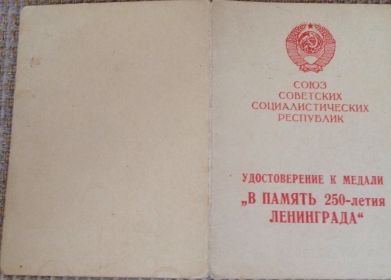 СОЮЗ
СОВЕТСКИХ
СОЦИАЛИСТИЧЕСКИХ
РЕСПУБЛИК
УДОСТОВЕРЕНИЕ К МЕДАЛИ
„В ПАМЯТЬ 250-летия
ЛЕНИНГРАДА“